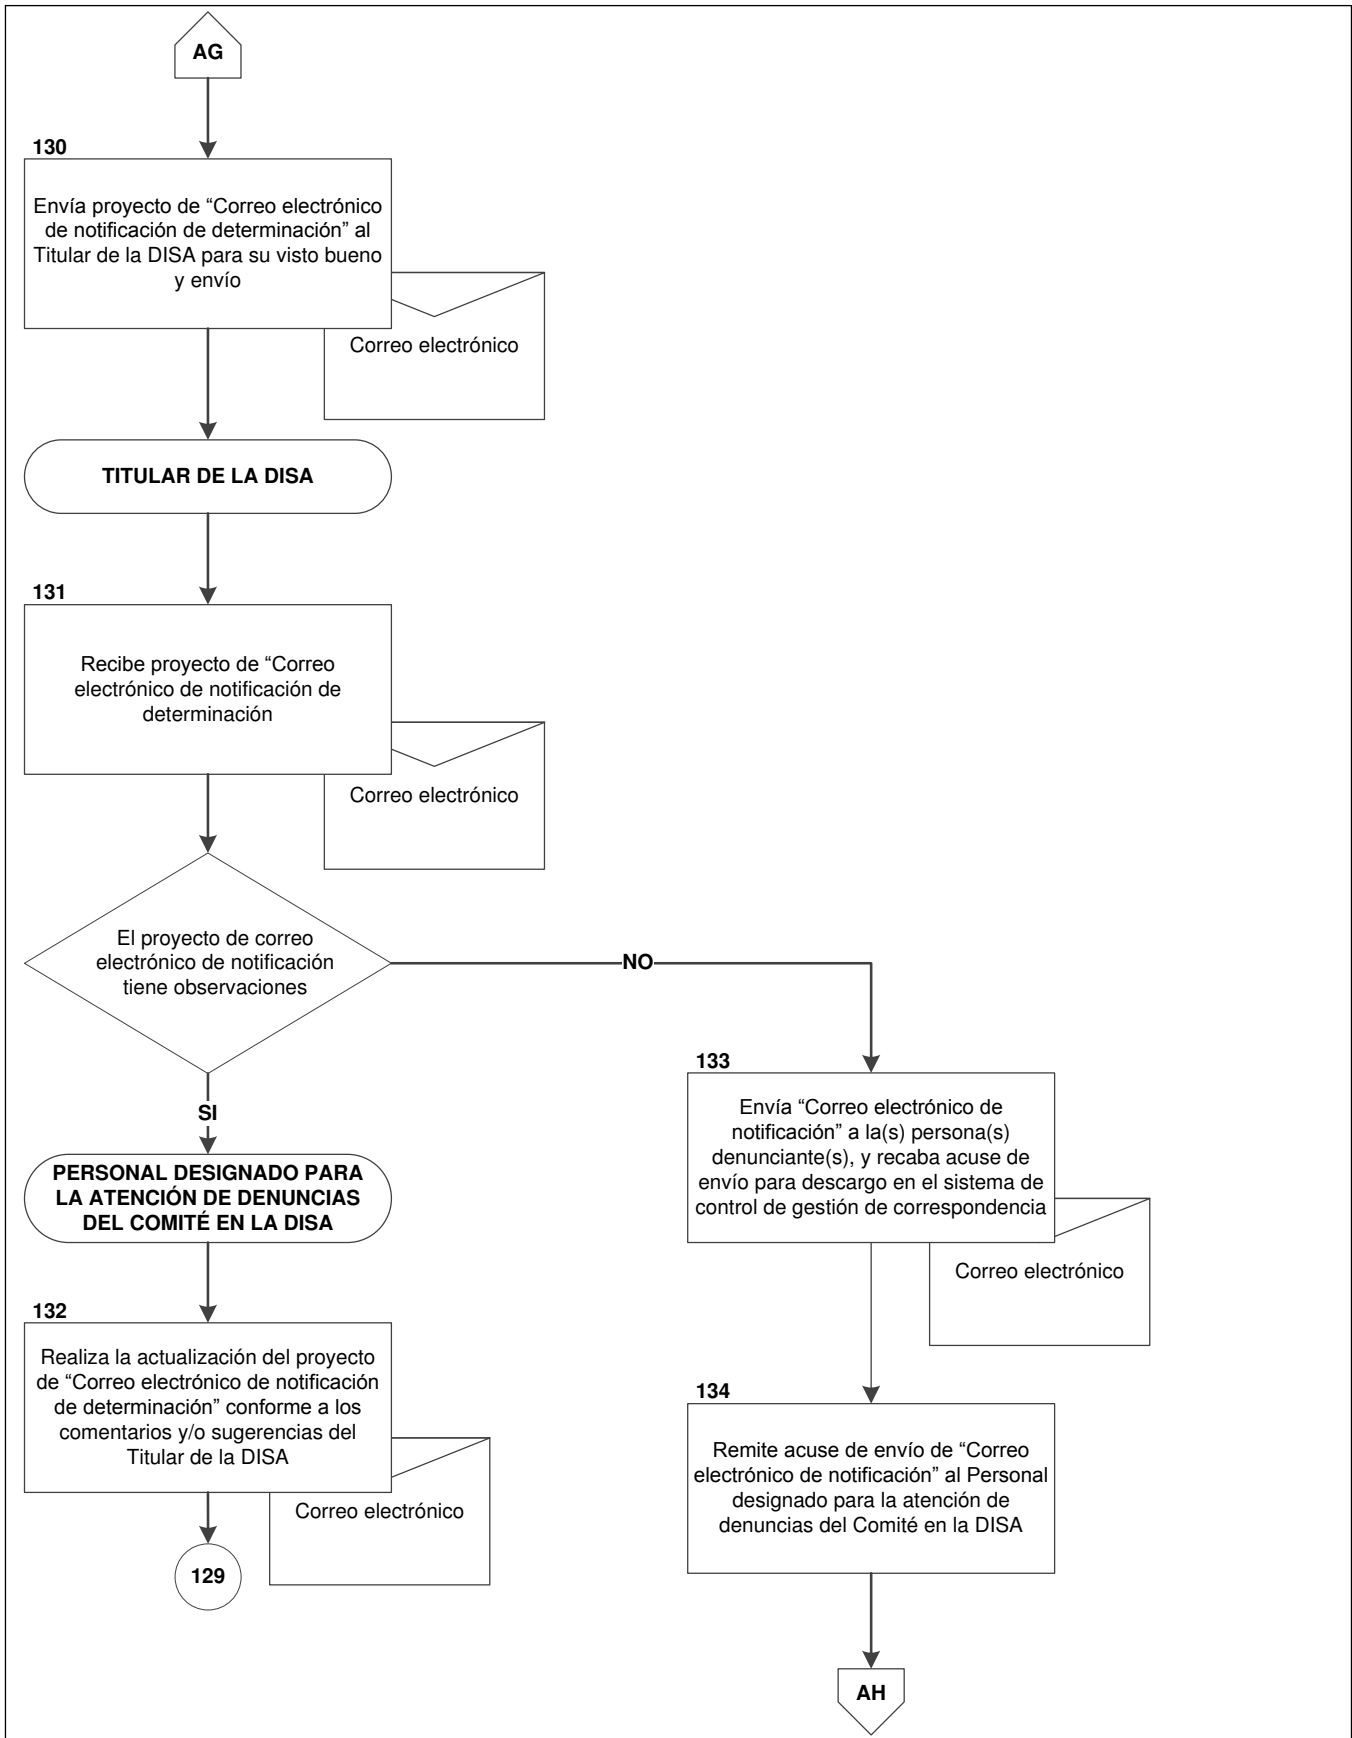 AG
130
Envía proyecto de “Correo electrónico
de notificación de determinación” al
Titular de la DISA para su visto bueno
y envío
Correo electrónico
TITULAR DE LA DISA
131
Recibe proyecto de “Correo
electrónico de notificación de
determinación
Correo electrónico
El proyecto de correo
electrónico de notificación
tiene observaciones
NO
SI
PERSONAL DESIGNADO PARA
LA ATENCIÓN DE DENUNCIAS
DEL COMITÉ EN LA DISA
132
Realiza la actualización del proyecto
de “Correo electrónico de notificación
de determinación” conforme a los
comentarios y/o sugerencias del
Titular de la DISA
Correo electrónico
129
133
Envía “Correo electrónico de
notificación” a la(s) persona(s)
denunciante(s), y recaba acuse de
envío para descargo en el sistema de
control de gestión de correspondencia
Correo electrónico
134
Remite acuse de envío de “Correo
electrónico de notificación” al Personal
designado para la atención de
denuncias del Comité en la DISA
AH